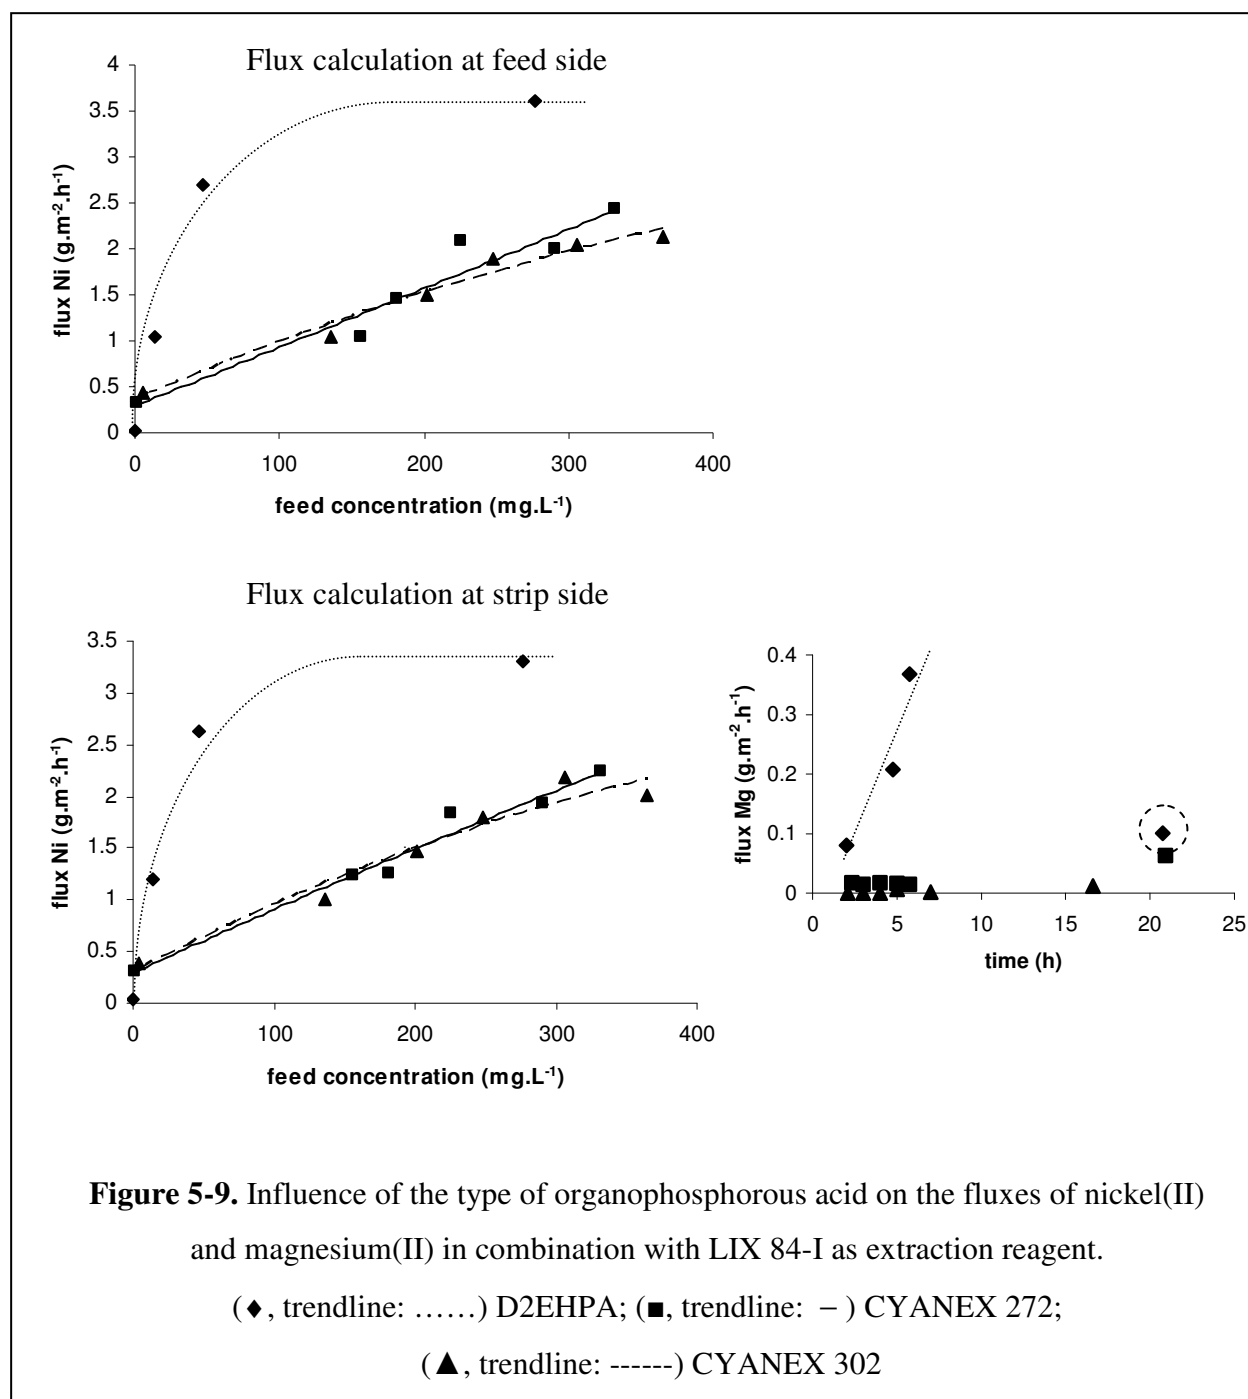 Flux calculation at feed side
4
3.5
3
2.5
2
1.5
1
0.5
0
flux Ni (g.m-2.h-1)
0 100 200 300 400
feed concentration (mg.L-1)
Flux calculation at strip side
3.5
3
2.5
2
1.5
1
0.5
0
flux Ni (g.m-2.h-1)
0 100 200 300 400
feed concentration (mg.L-1)
0.4
0.3
0.2
0.1
0
flux Mg (g.m-2.h-1)
0 5 10 15 20 25
time (h)
Figure 5-9. Influence of the type of organophosphorous acid on the fluxes of nickel(II)
and magnesium(II) in combination with LIX 84-I as extraction reagent.
(♦, trendline: ……) D2EHPA; (■, trendline: – ) CYANEX 272;
(▲, trendline: ------) CYANEX 302